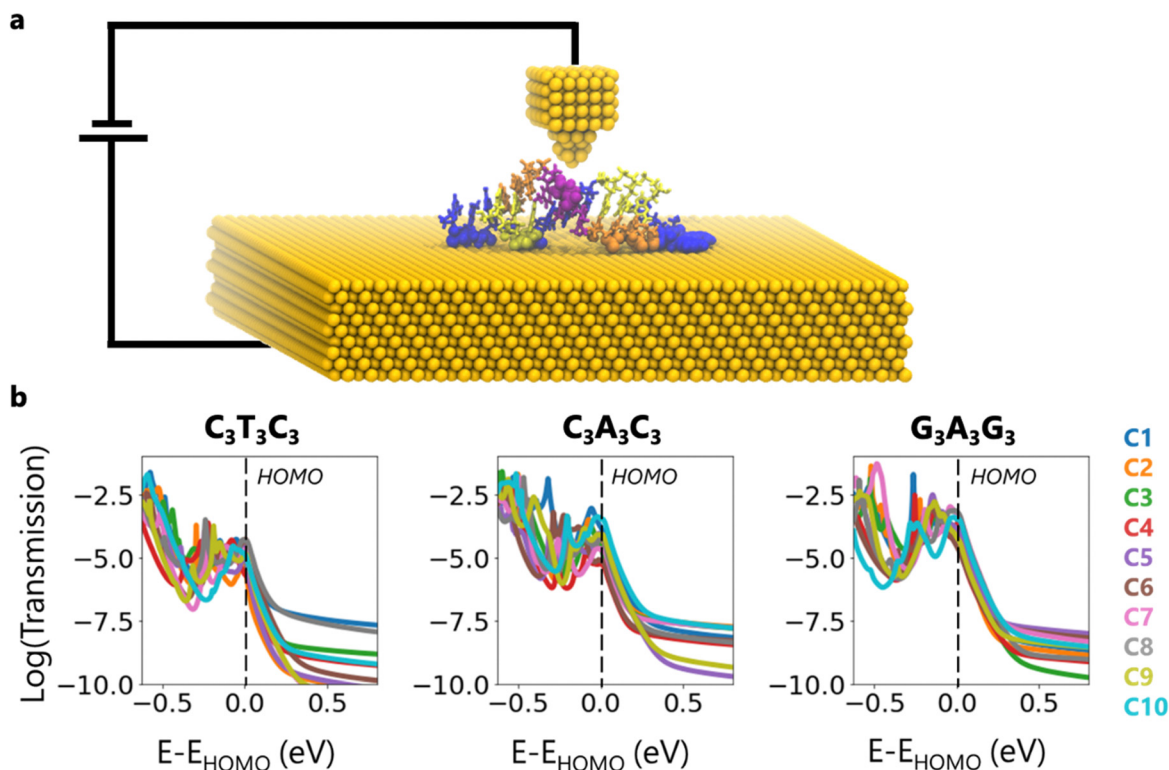 a
b
C₃T₃C₃ C₃A₃C₃ G₃A₃G₃
Log(Transmission)
HOMO HOMO HOMO
−2.5 −2.5 −2.5
−5.0 −5.0 −5.0
−7.5 −7.5 −7.5
−10.0 −10.0 −10.0
−0.5 0.0 0.5 −0.5 0.0 0.5 −0.5 0.0 0.5
E-E_HOMO (eV) E-E_HOMO (eV) E-E_HOMO (eV)
C1
C2
C3
C4
C5
C6
C7
C8
C9
C10